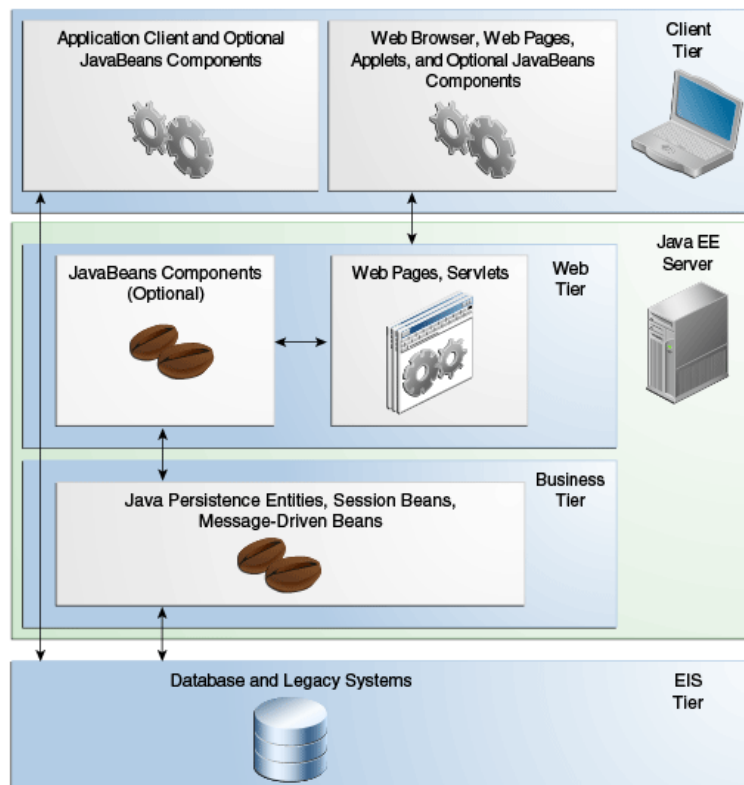 Application Client and Optional
JavaBeans Components
Web Browser, Web Pages,
Applets, and Optional JavaBeans
Components
Client
Tier
JavaBeans Components
(Optional)
Web Pages, Servlets
Web
Tier
Java EE
Server
Java Persistence Entities, Session Beans,
Message-Driven Beans
Business
Tier
Database and Legacy Systems
EIS
Tier